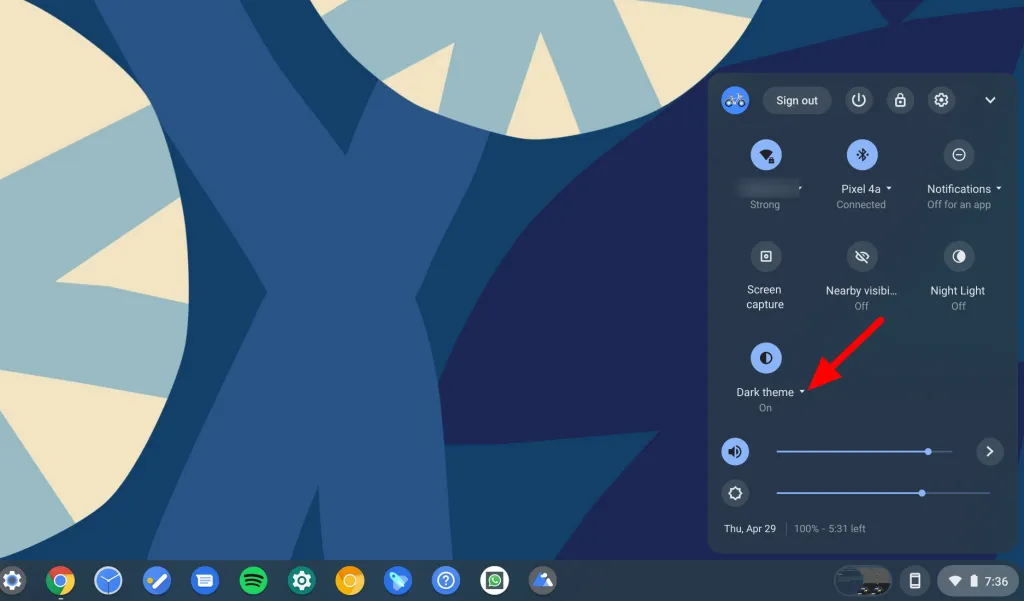 Sign out
Pixel 4a
Notifications
Strong
Connected
Off for an app
Screen
capture
Nearby visibi...
Night Light
Off
Off
Dark theme
On
Thu, Apr 29
100% - 5:31 left
7:36